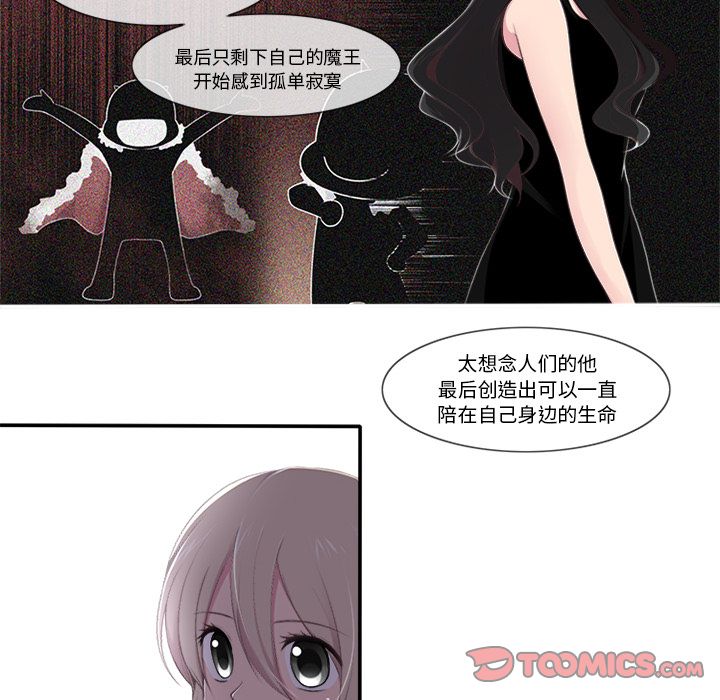 最后只剩下自己的魔王
开始感到孤单寂寞
太想念人们的他
最后创造出可以一直
陪在自己身边的生命
TOOMICS.COM